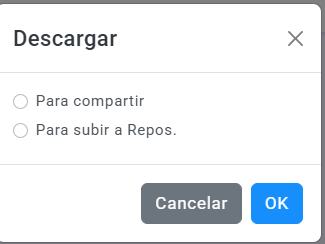 Descargar
Para compartir
Para subir a Repos.
Cancelar OK